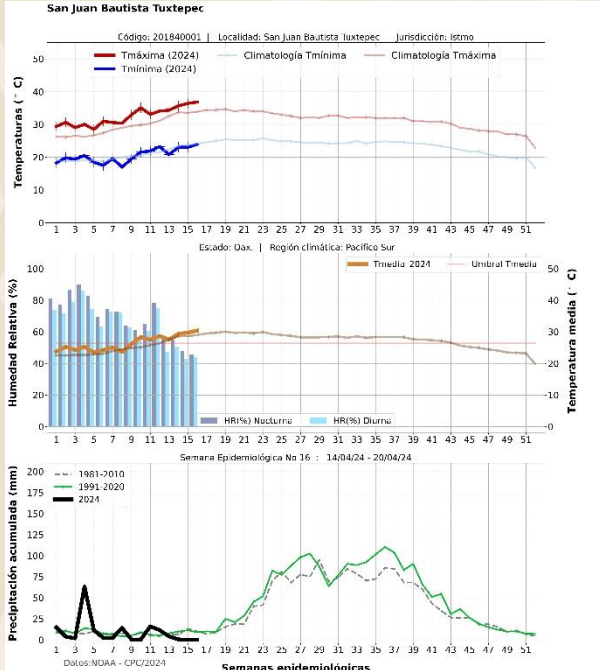 San Juan Bautista Tuxtepec
Código: 201840001 | Localidad: San Juan Bautista Tuxtepec Jurisdicción: Istmo
Tmáxima (2024) Climatología Tmínima Climatología Tmáxima
Tmínima (2024)
Temperaturas (°C)
50
40
30
20
10
0
1 3 5 7 9 11 13 15 17 19 21 23 25 27 29 31 33 35 37 39 41 43 45 47 49 51
Estado: Oax. | Región climática: Pacífico Sur
Tmedia 2024 Umbral Tmedia
Humedad Relativa (%)
100
80
60
40
20
0
50
40
30
20
10
0
Temperatura media (°C)
HR(%) Nocturna HR(%) Diurna
1 3 5 7 9 11 13 15 17 19 21 23 25 27 29 31 33 35 37 39 41 43 45 47 49 51
Semana Epidemiológica No 16 : 14/04/24 - 20/04/24
1981-2010
1991-2020
2024
Precipitación acumulada (mm)
200
175
150
125
100
75
50
25
0
1 3 5 7 9 11 13 15 17 19 21 23 25 27 29 31 33 35 37 39 41 43 45 47 49 51
Datos:NOAA - CPC/2024
Semanas epidemiológicas